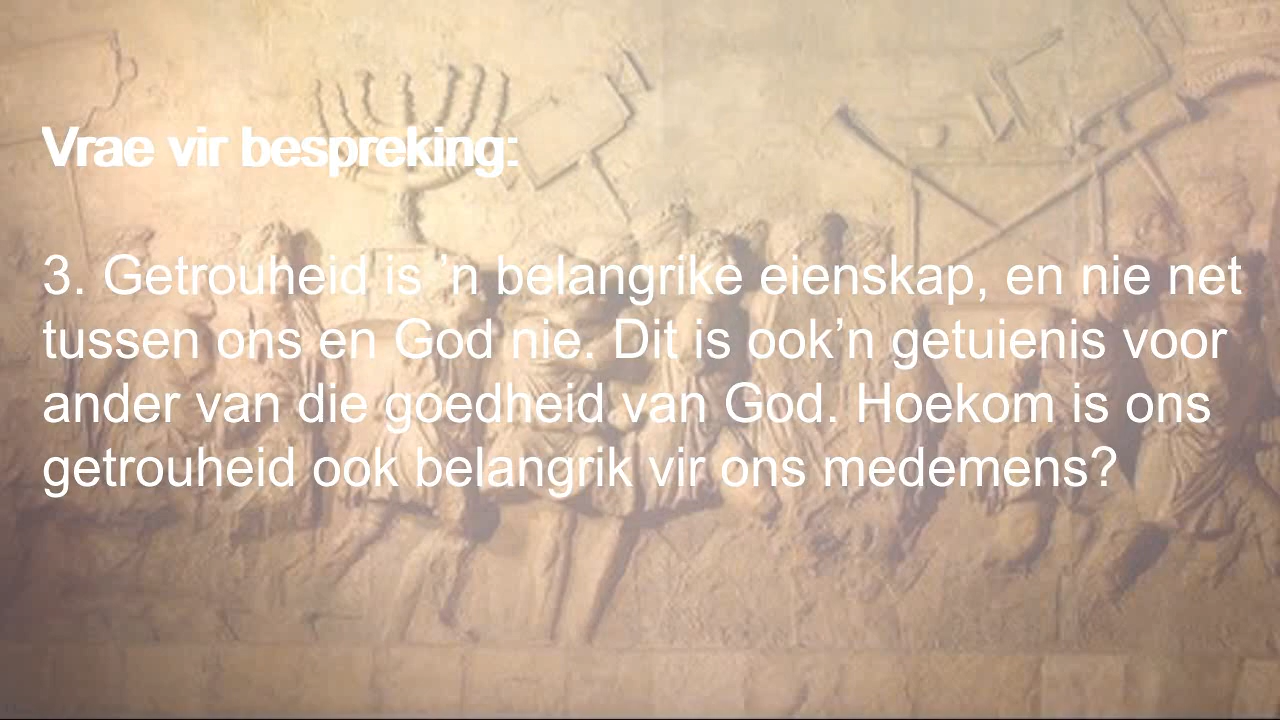 Vrae vir bespreking:
3. Getrouheid is ’n belangrike eienskap, en nie net
tussen ons en God nie. Dit is ook’n getuienis voor
ander van die goedheid van God. Hoekom is ons
getrouheid ook belangrik vir ons medemens?